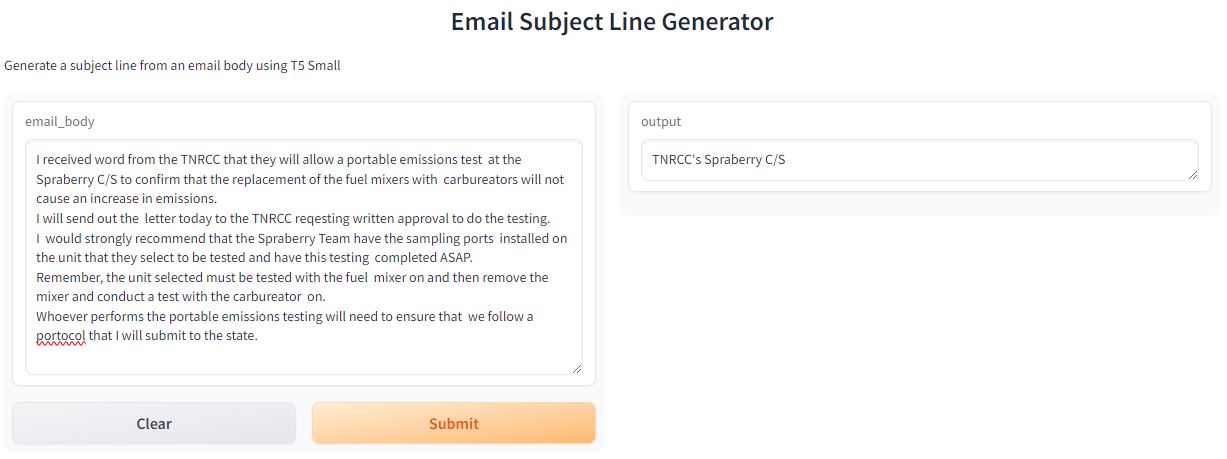 Email Subject Line Generator
Generate a subject line from an email body using T5 Small
email_body
I received word from the TNRCC that they will allow a portable emissions test  at the
Spraberry C/S to confirm that the replacement of the fuel mixers with  carbureators will not
cause an increase in emissions.
I will send out the  letter today to the TNRCC reqesting written approval to do the testing.
I  would strongly recommend that the Spraberry Team have the sampling ports  installed on
the unit that they select to be tested and have this testing  completed ASAP.
Remember, the unit selected must be tested with the fuel  mixer on and then remove the
mixer and conduct a test with the carbureator  on.
Whoever performs the portable emissions testing will need to ensure that  we follow a
portocol that I will submit to the state.
Clear
Submit
output
TNRCC's Spraberry C/S